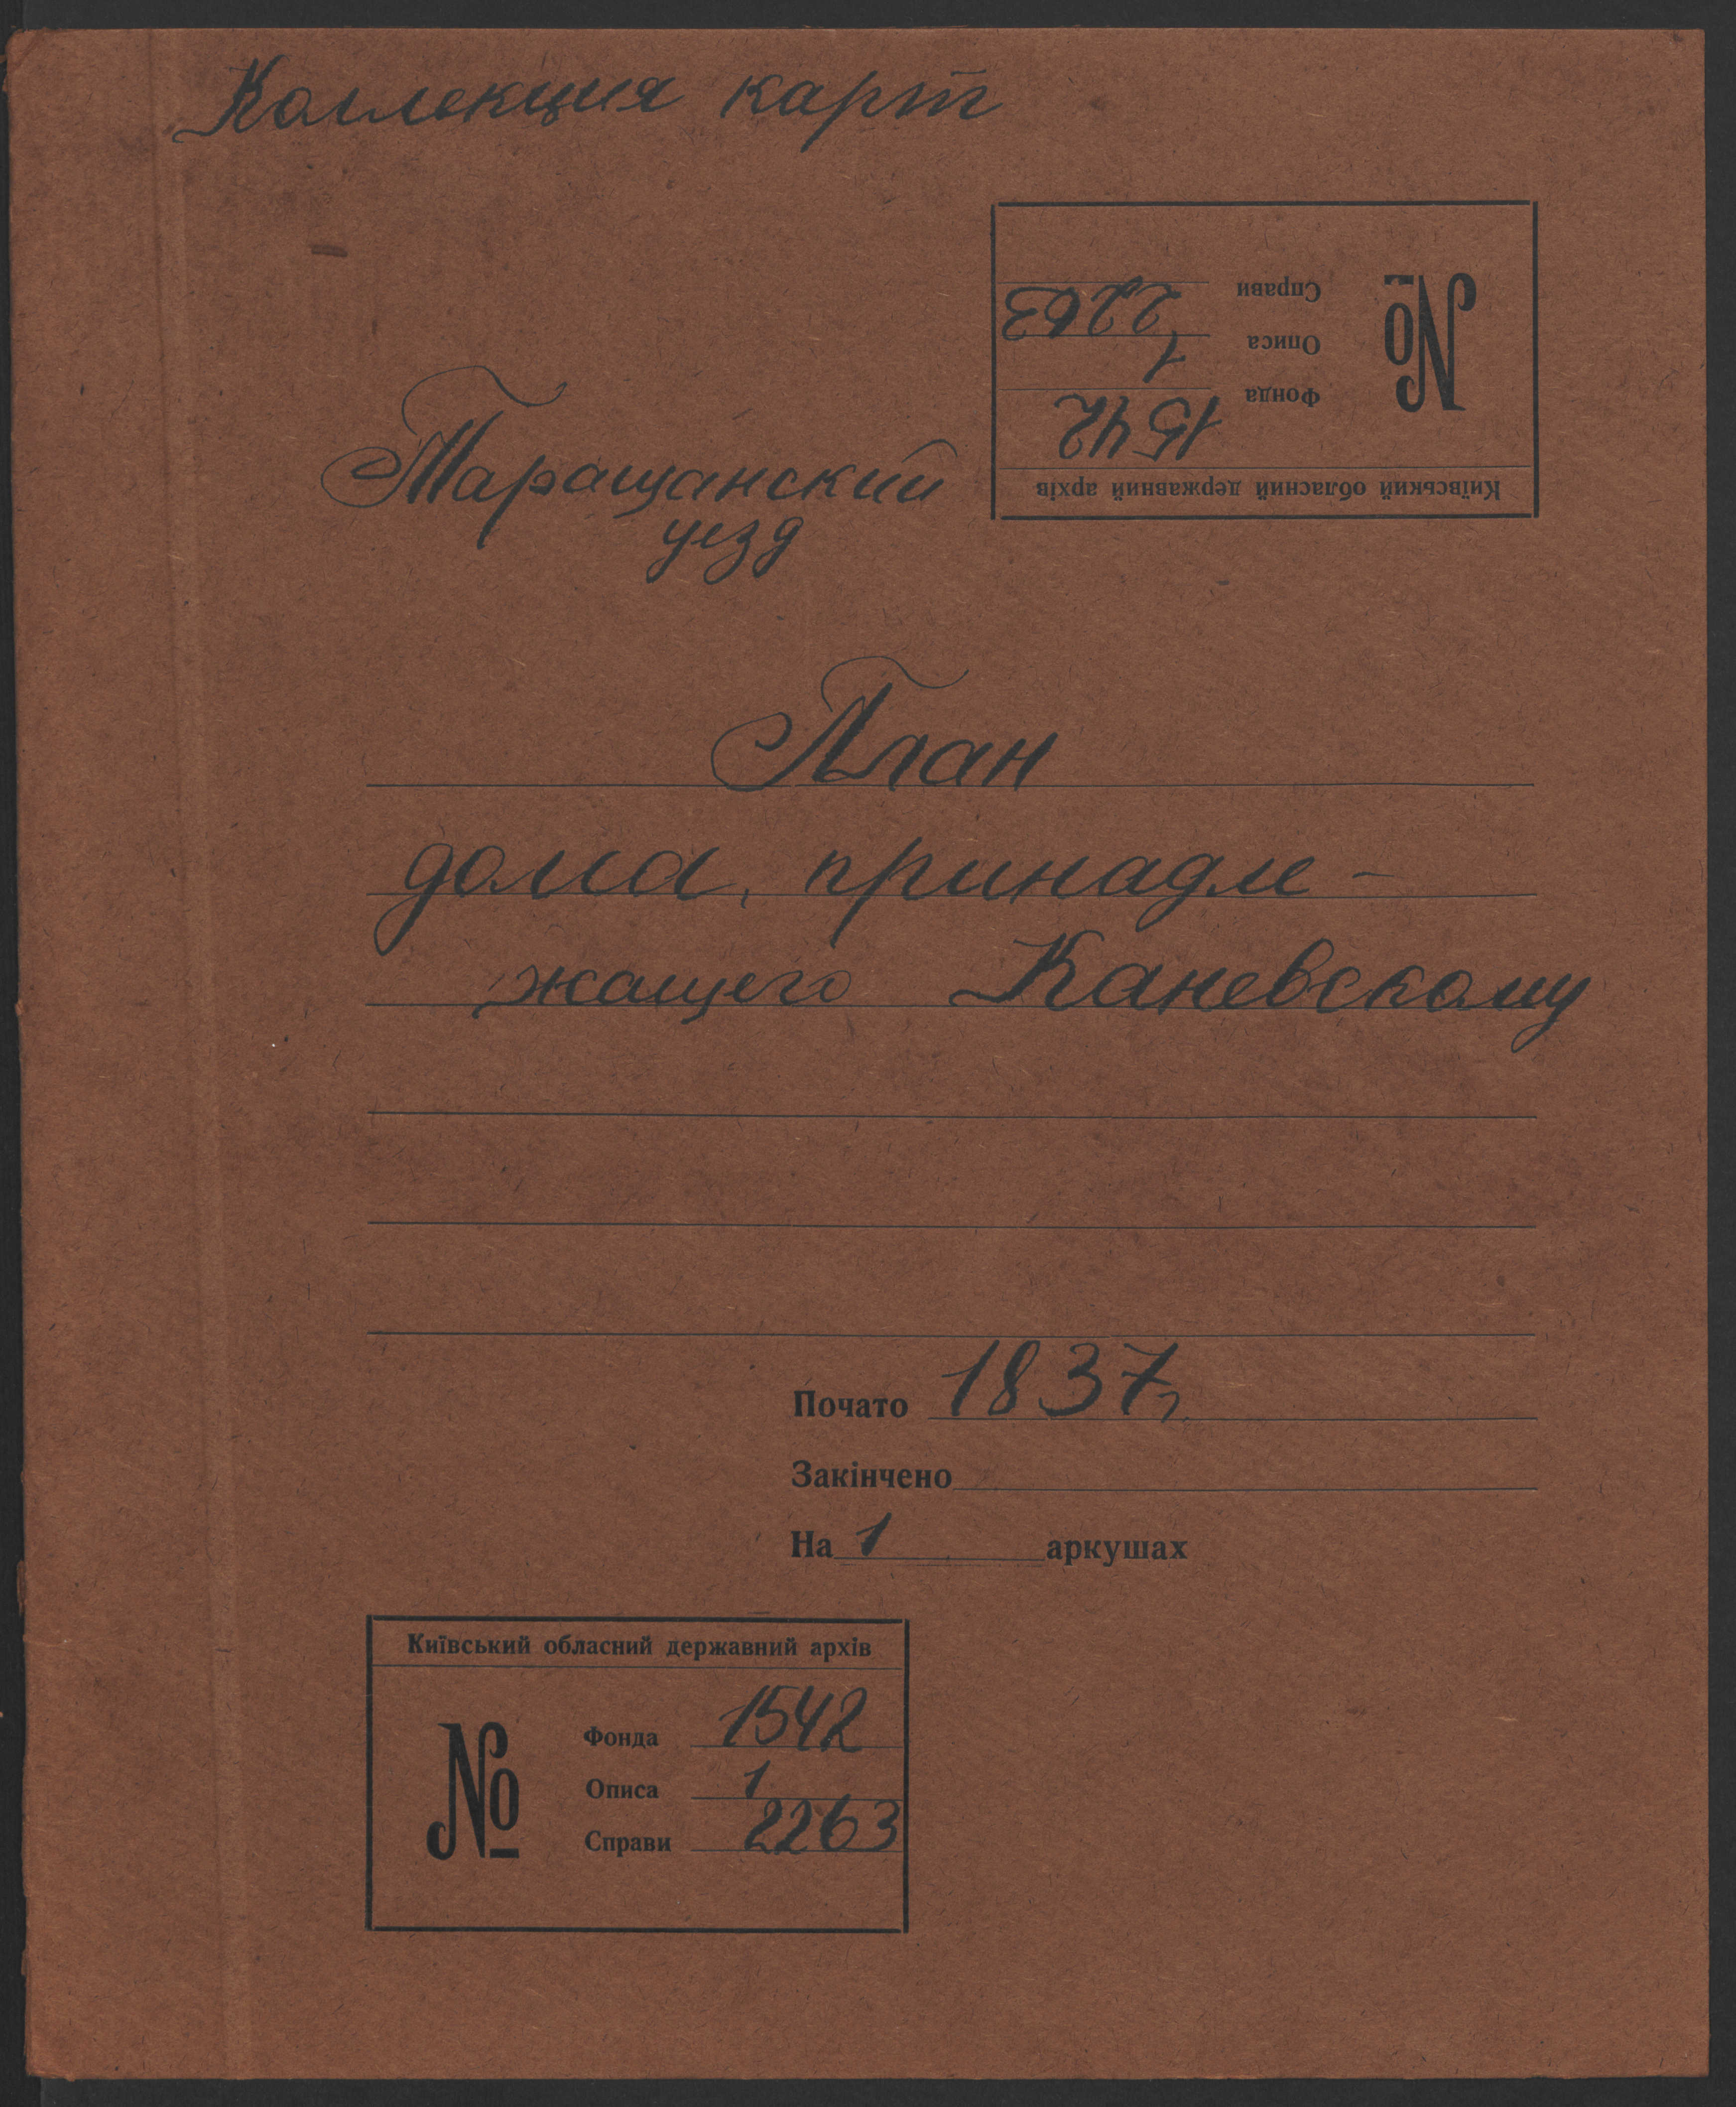 Коллекция карт
Справи 2263
Описа 1
Фонда 1542
№
Київський обласний державний архів
Таращанский
уезд
План
дома, принадле-
жащего Каневскому
Почато 1837 г.
Закінчено
На 1 аркушах
Київський обласний державний архів
№
Фонда 1542
Описа 1
Справи 2263